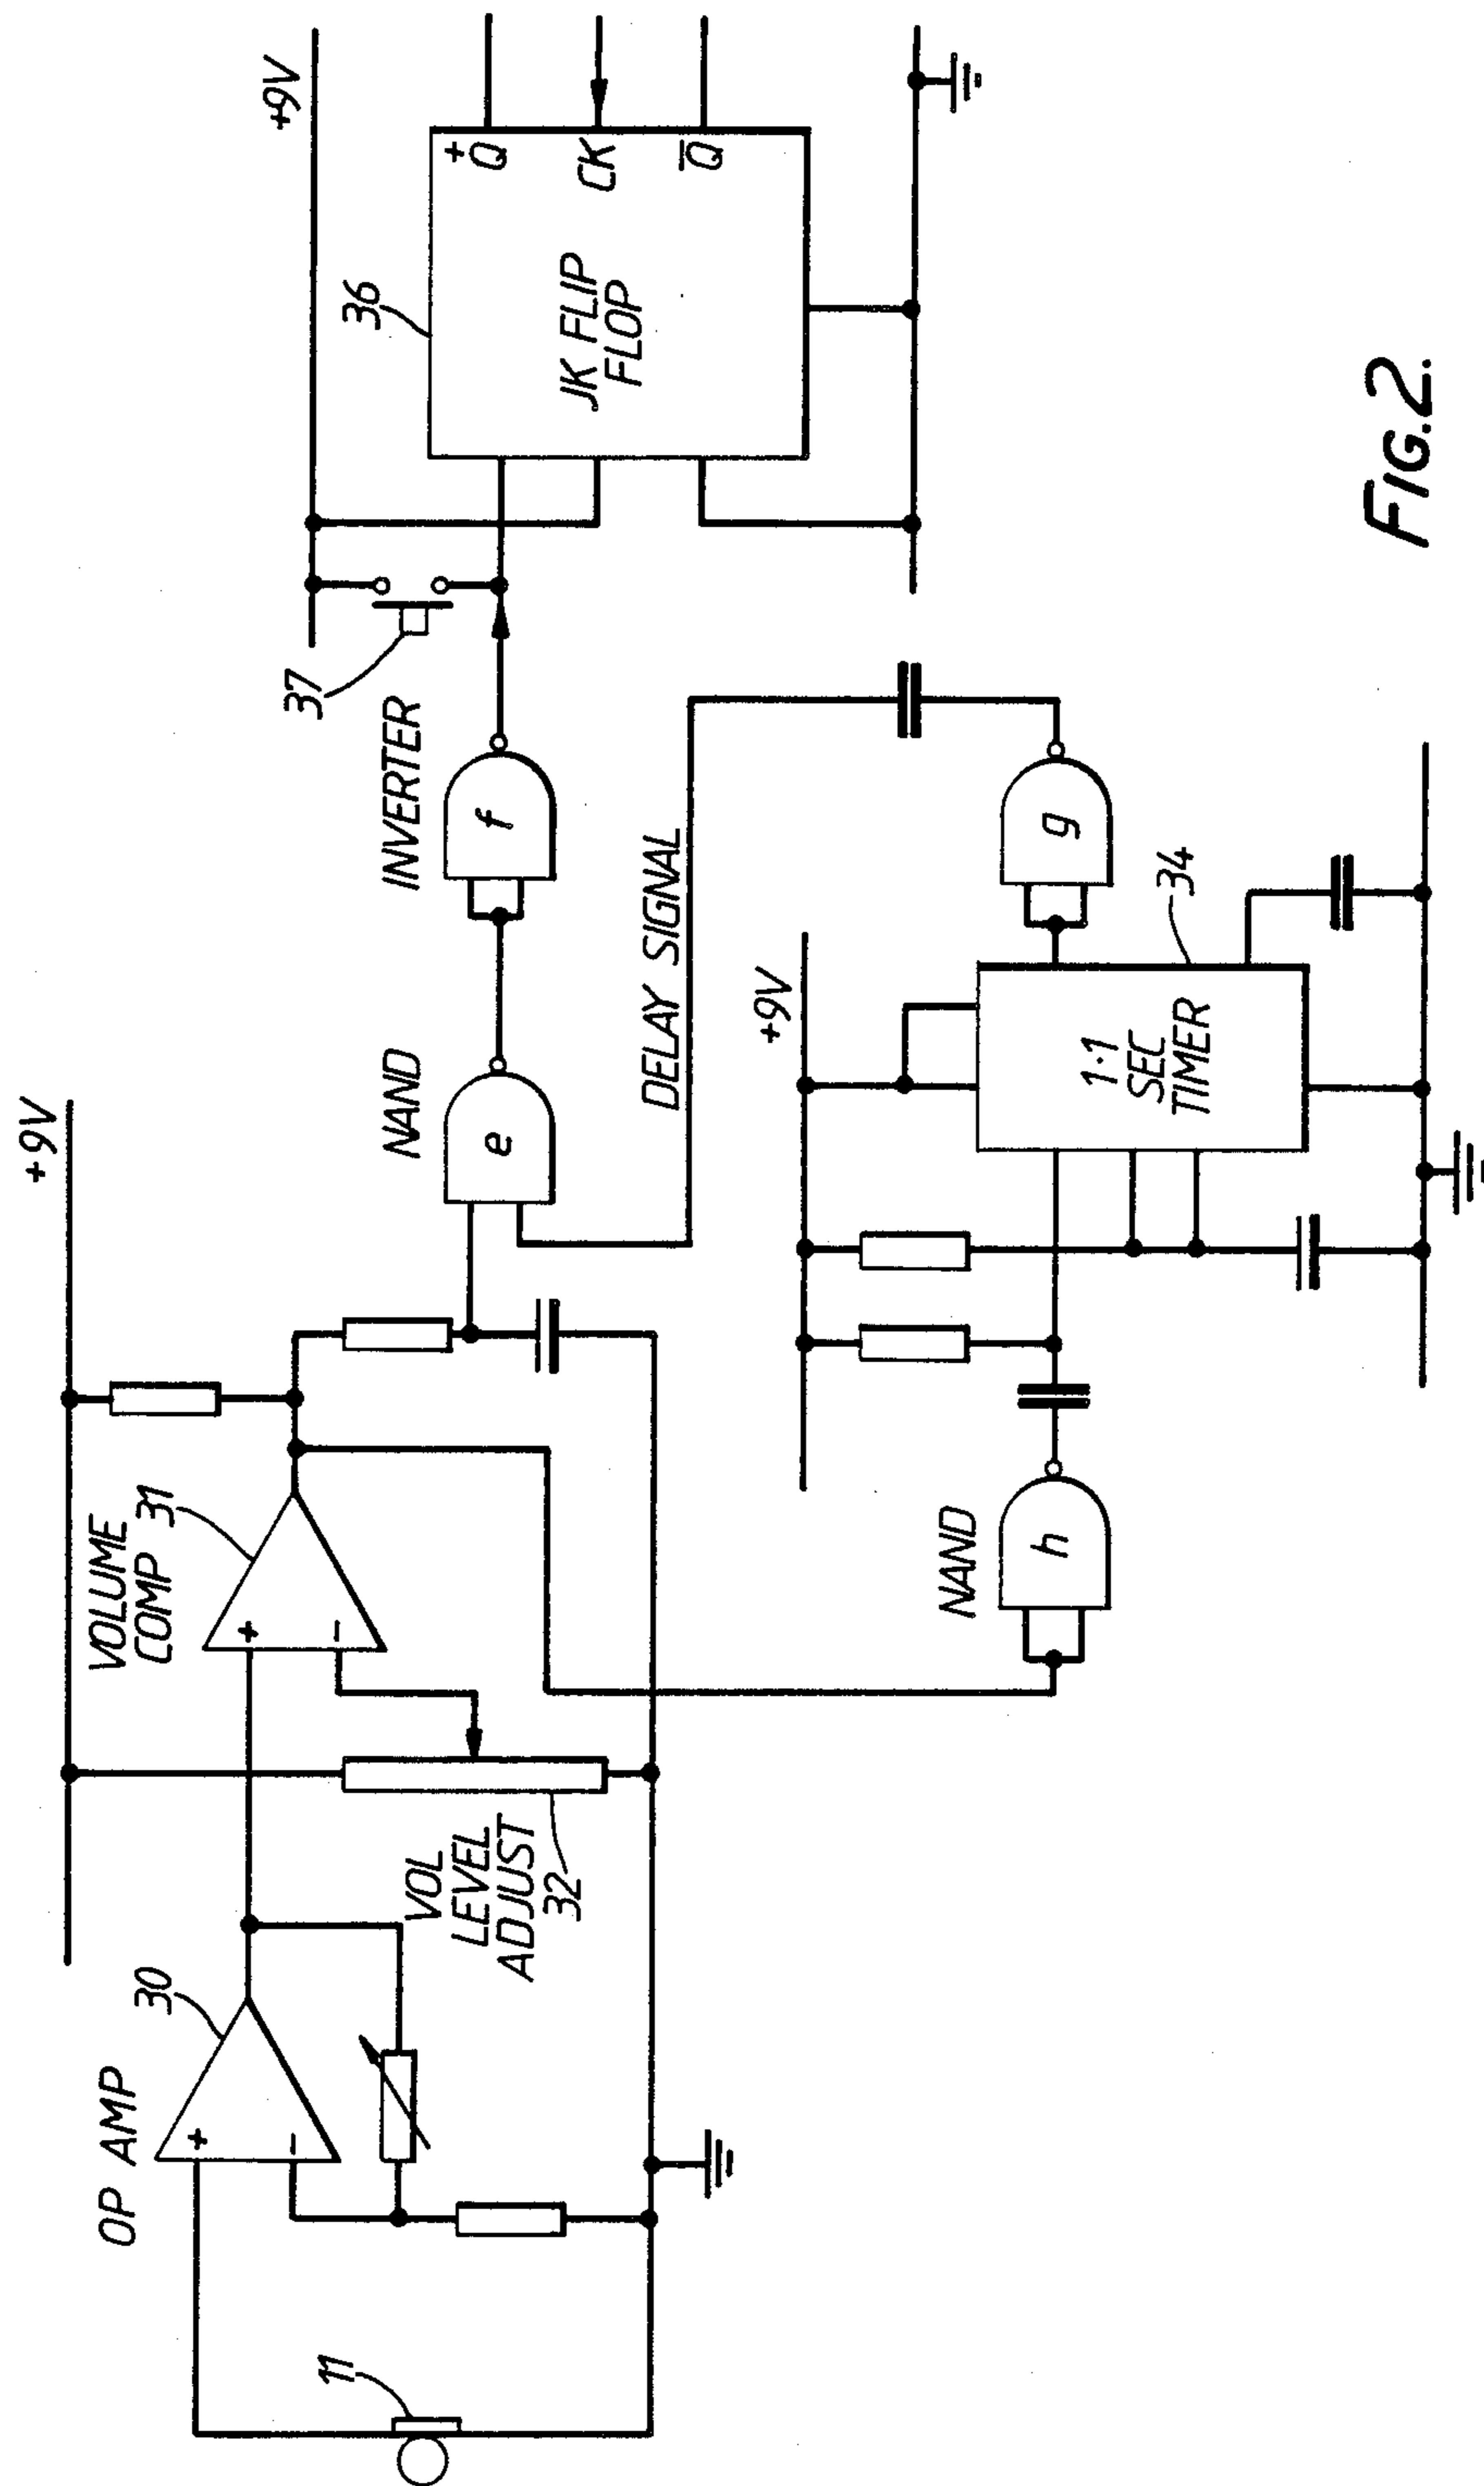 OP AMP
30
+
-
11
VOL
LEVEL
ADJUST
32
VOLUME
COMP 31
+
-
+9V
NAND
e
INVERTER
f
37
DELAY SIGNAL
+9V
36
JK FLIP
FLOP
+
Q
CK
Q̅
NAND
h
+9V
1·1
SEC
TIMER
34
g
FIG.2.